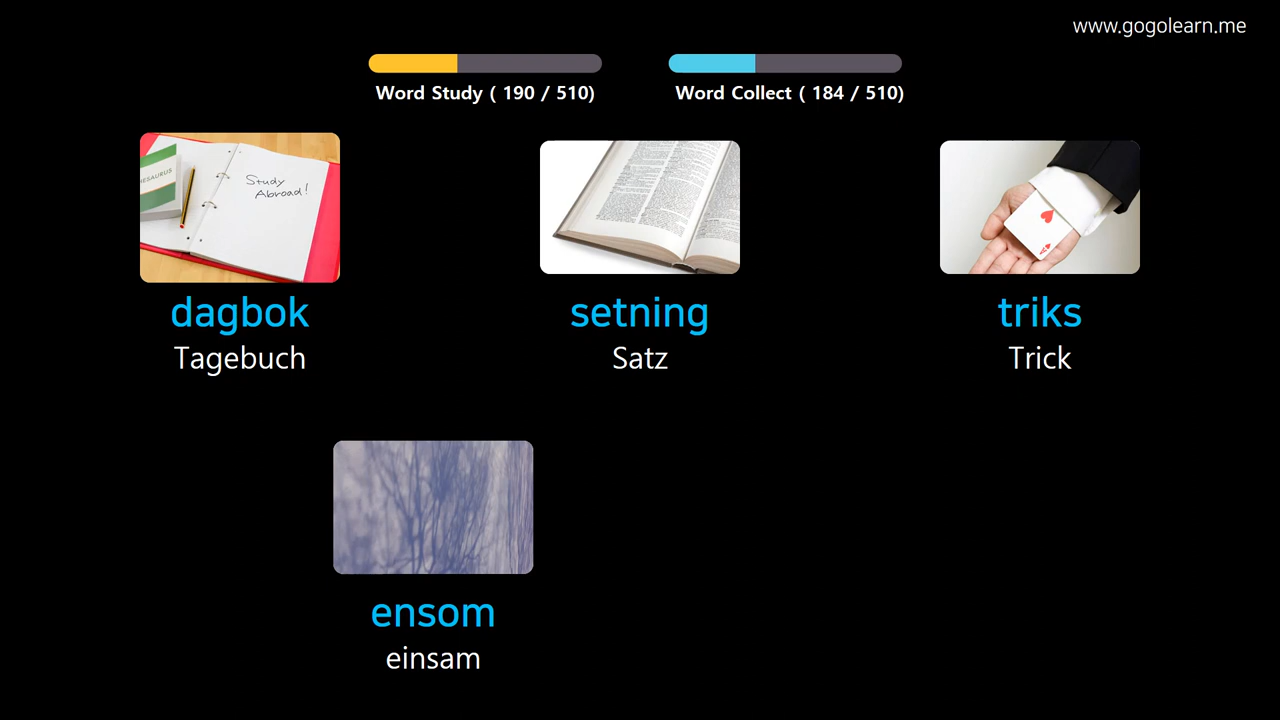 www.gogolearn.me
Word Study ( 190 / 510)
Word Collect ( 184 / 510)
HESAURUS
Study
Abroad!
A
dagbok
setning
triks
Tagebuch
Satz
Trick
ensom
einsam